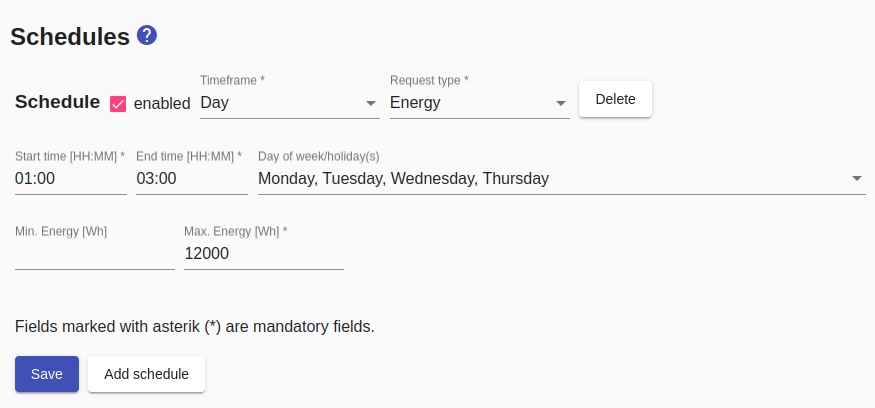 Schedules ?
Timeframe * Request type *
Schedule enabled Day Energy Delete
Start time [HH:MM] * End time [HH:MM] * Day of week/holiday(s)
01:00 03:00 Monday, Tuesday, Wednesday, Thursday
Min. Energy [Wh] Max. Energy [Wh] *
12000
Fields marked with asterik (*) are mandatory fields.
Save Add schedule